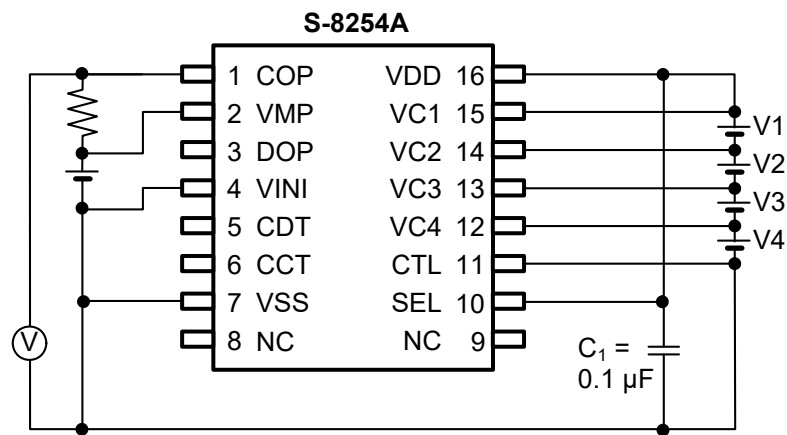 S-8254A
1 COP VDD 16
2 VMP VC1 15
V1
3 DOP VC2 14
V2
4 VINI VC3 13
V3
5 CDT VC4 12
V4
6 CCT CTL 11
7 VSS SEL 10
8 NC NC 9
V
C₁ =
0.1 µF